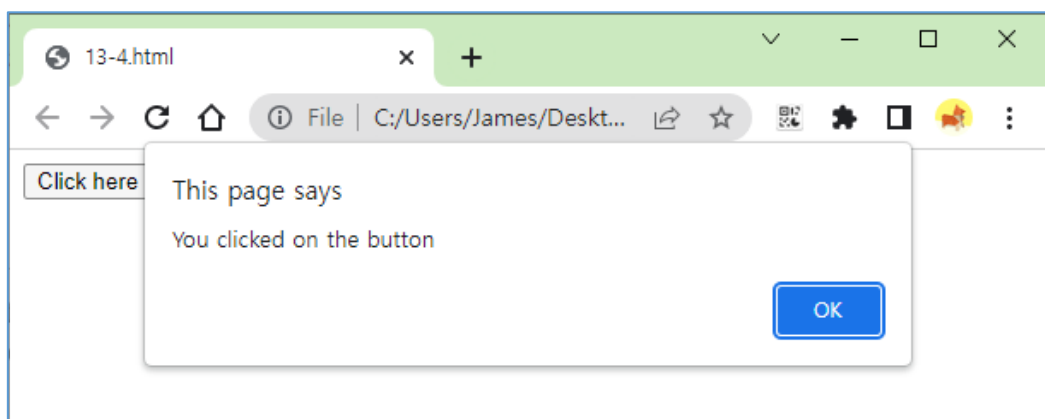 13-4.html
File C:/Users/James/Deskt...
Click here
This page says
You clicked on the button
OK